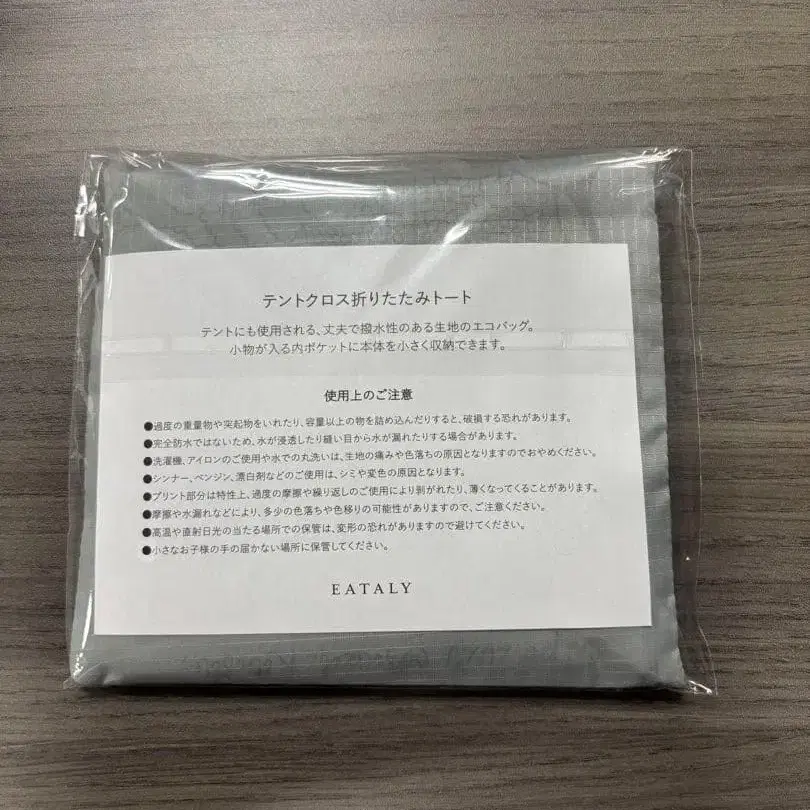 テントクロス折りたたみトート
テントにも使用される、丈夫で撥水性のある生地のエコバッグ。
小物が入る内ポケットに本体を小さく収納できます。
使用上のご注意
●過度の重量物や突起物をいれたり、容量以上の物を詰め込んだりすると、破損する恐れがあります。
●完全防水ではないため、水が浸透したり縫い目から水が漏れたりする場合があります。
●洗濯機、アイロンのご使用や水での丸洗いは、生地の痛みや色落ちの原因となりますのでおやめください。
●シンナー、ベンジン、漂白剤などのご使用は、シミや変色の原因となります。
●プリント部分は特性上、過度の摩擦や繰り返しのご使用により剥がれたり、薄くなってくることがあります。
●摩擦や水漏れなどにより、多少の色落ちや色移りの可能性がありますので、ご注意ください。
●高温や直射日光の当たる場所での保管は、変形の恐れがありますので避けてください。
●小さなお子様の手の届かない場所に保管してください。
EATALY